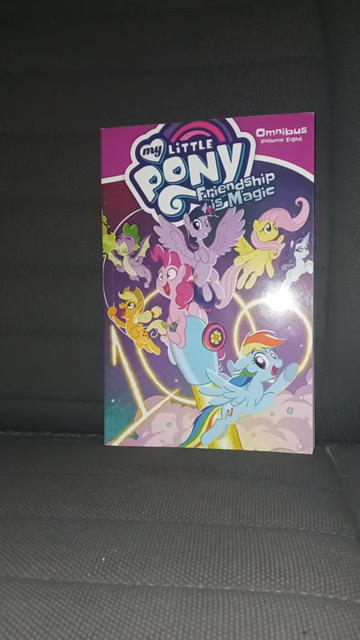 my LITTLE
PONY
Friendship
is Magic
Omnibus
Volume Eight